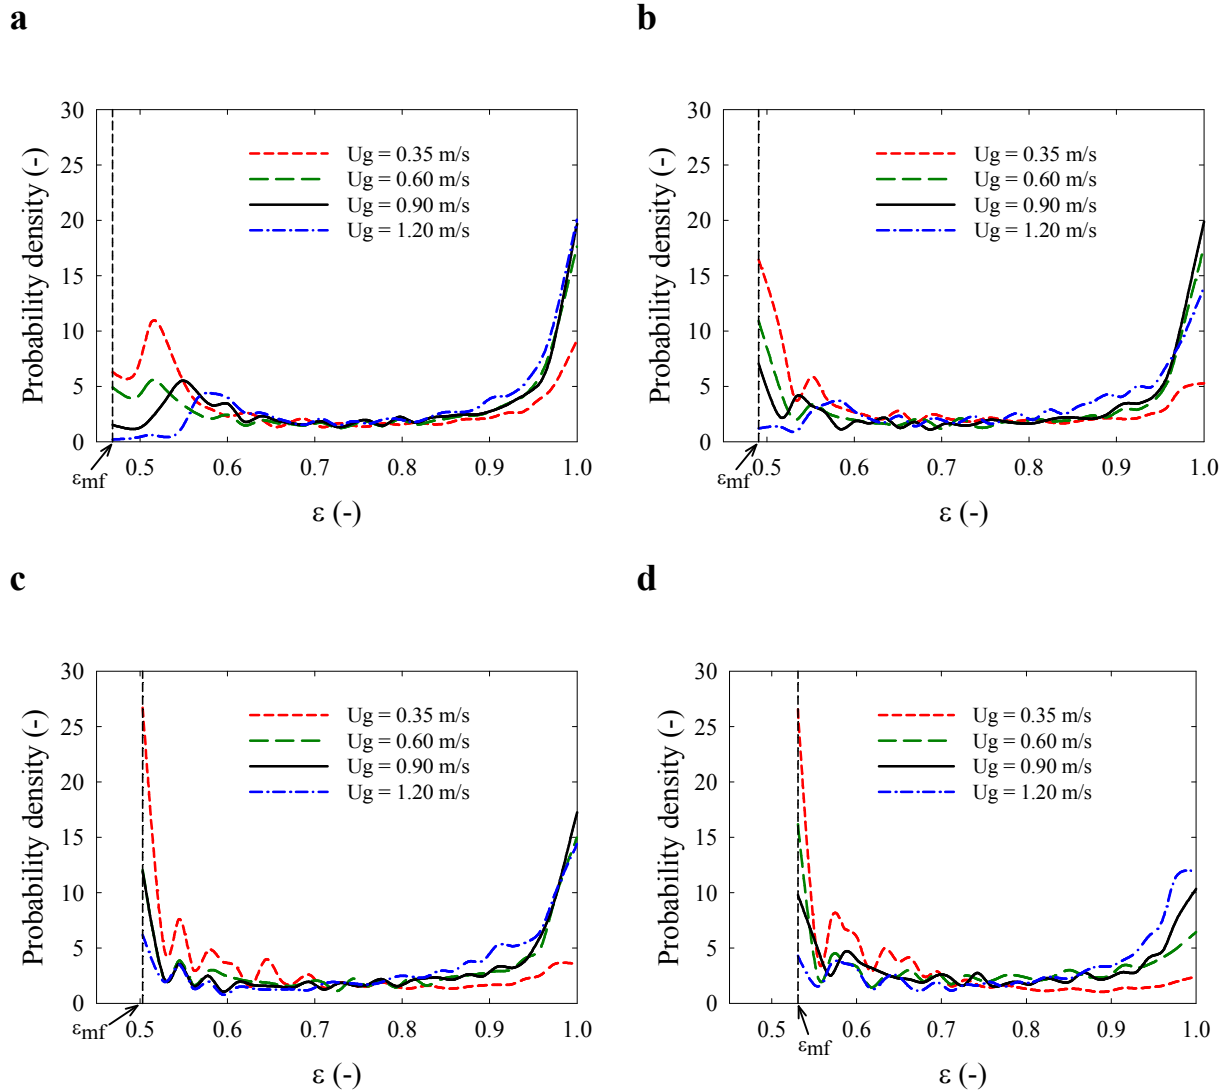 a
Probability density (-)
30
25
20
15
10
5
0
Ug = 0.35 m/s
Ug = 0.60 m/s
Ug = 0.90 m/s
Ug = 1.20 m/s
εmf
0.5 0.6 0.7 0.8 0.9 1.0
ε (-)
b
Probability density (-)
30
25
20
15
10
5
0
Ug = 0.35 m/s
Ug = 0.60 m/s
Ug = 0.90 m/s
Ug = 1.20 m/s
εmf
0.5 0.6 0.7 0.8 0.9 1.0
ε (-)
c
Probability density (-)
30
25
20
15
10
5
0
Ug = 0.35 m/s
Ug = 0.60 m/s
Ug = 0.90 m/s
Ug = 1.20 m/s
εmf
0.5 0.6 0.7 0.8 0.9 1.0
ε (-)
d
Probability density (-)
30
25
20
15
10
5
0
Ug = 0.35 m/s
Ug = 0.60 m/s
Ug = 0.90 m/s
Ug = 1.20 m/s
0.5 0.6 0.7 0.8 0.9 1.0
εmf
ε (-)